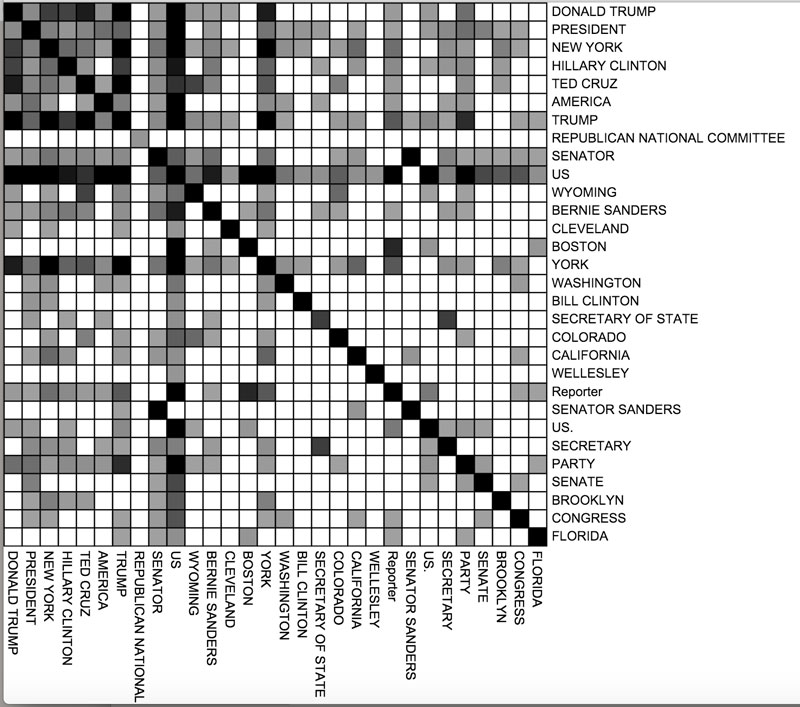 DONALD TRUMP
PRESIDENT
NEW YORK
HILLARY CLINTON
TED CRUZ
AMERICA
TRUMP
REPUBLICAN NATIONAL COMMITTEE
SENATOR
US
WYOMING
BERNIE SANDERS
CLEVELAND
BOSTON
YORK
WASHINGTON
BILL CLINTON
SECRETARY OF STATE
COLORADO
CALIFORNIA
WELLESLEY
Reporter
SENATOR SANDERS
US.
SECRETARY
PARTY
SENATE
BROOKLYN
CONGRESS
FLORIDA
DONALD TRUMP
PRESIDENT
NEW YORK
HILLARY CLINTON
TED CRUZ
AMERICA
TRUMP
REPUBLICAN NATIONAL
SENATOR
US
WYOMING
BERNIE SANDERS
CLEVELAND
BOSTON
YORK
WASHINGTON
BILL CLINTON
SECRETARY OF STATE
COLORADO
CALIFORNIA
WELLESLEY
Reporter
SENATOR SANDERS
US.
SECRETARY
PARTY
SENATE
BROOKLYN
CONGRESS
FLORIDA